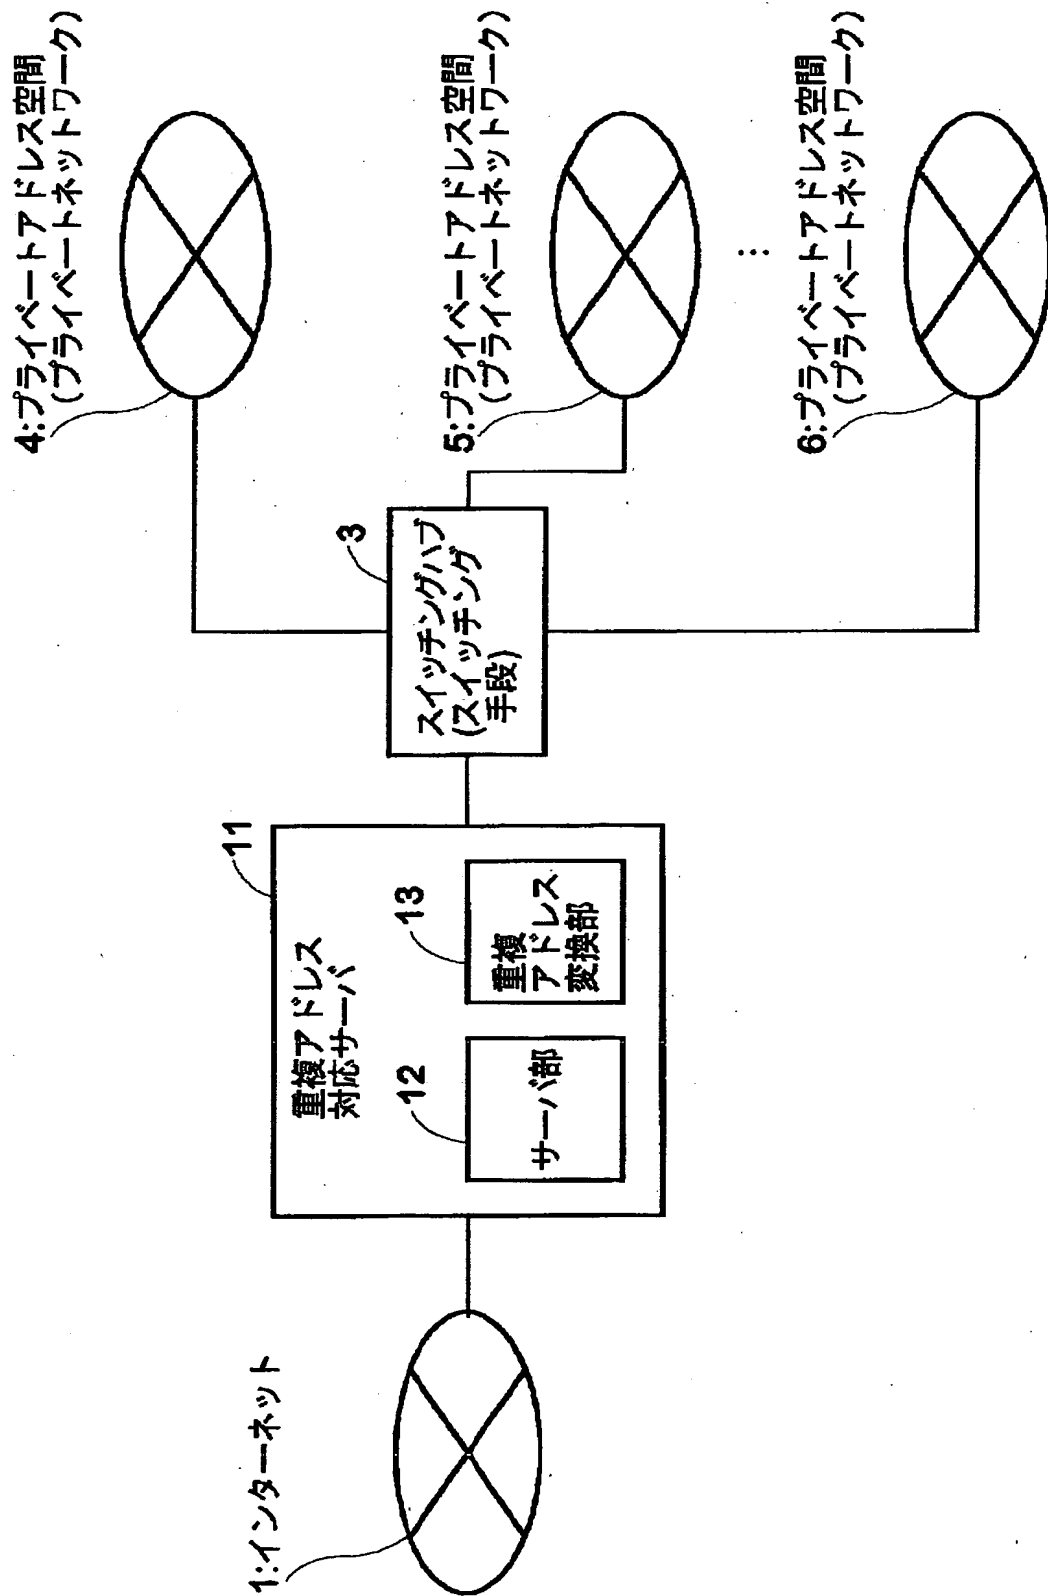 1:インターネット
11
重複アドレス
対応サーバ
12
サーバ部
13
重複
アドレス
変換部
3
スイッチングハブ
(スイッチング
手段)
4:プライベートアドレス空間
(プライベートネットワーク)
5:プライベートアドレス空間
(プライベートネットワーク)
⋮
6:プライベートアドレス空間
(プライベートネットワーク)